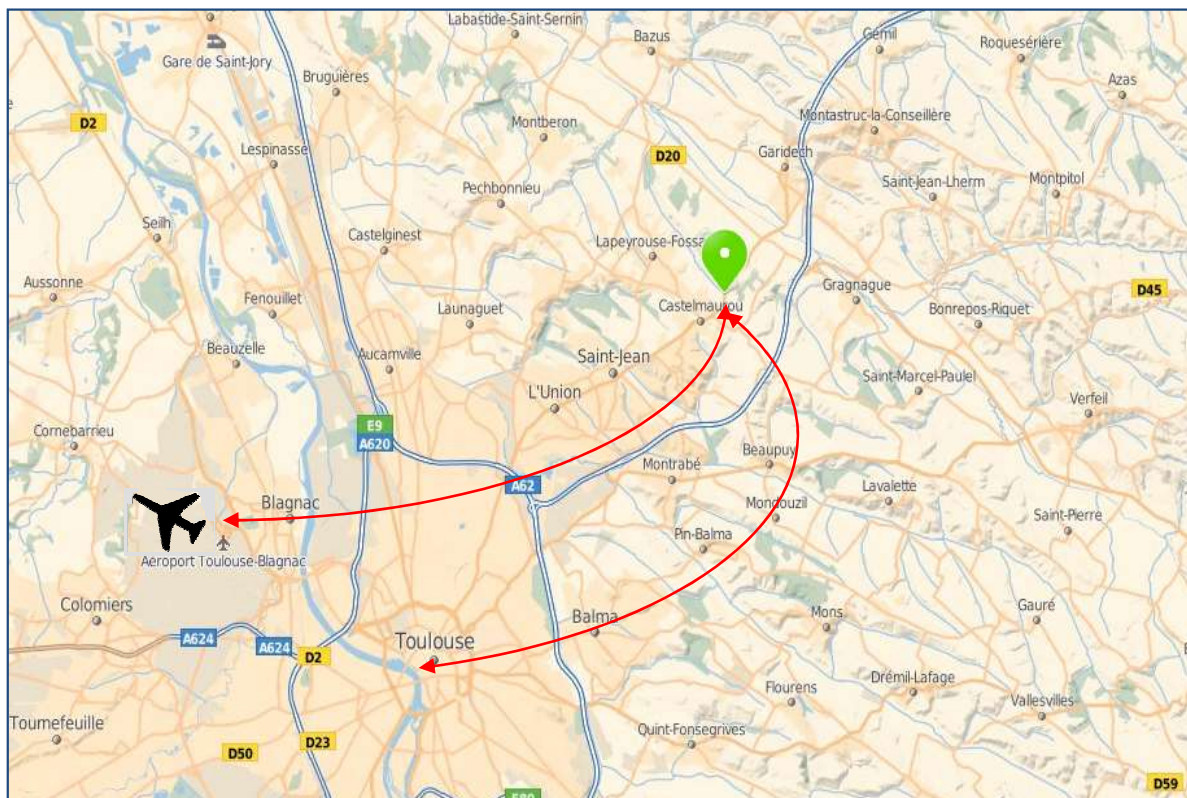 Labastide-Saint-Sernin
Gémil
Roquesérière
Bazus
Gare de Saint-Jory
Bruguières
Azas
D2
Montberon
Montastruc-la-Conseillère
Lespinasse
D20
Garidech
Pechbonnieu
Saint-Jean-Lherm
Montpitol
Seilh
Castelginest
Lapeyrouse-Fossa
Aussonne
Fenouillet
Gragnague
D45
Launaguet
Castelmaurou
Bonrepos-Riquet
Beauzelle
Aucamville
Saint-Jean
L'Union
Saint-Marcel-Paulel
Verfeil
E9
A620
Cornebarrieu
Beaupuy
Montrabé
A62
Lavalette
Blagnac
Mondouzil
Saint-Pierre
Pin-Balma
Aéroport Toulouse-Blagnac
Colomiers
Gauré
Balma
Mons
A624
A624
D2
Toulouse
Drémil-Lafage
Flourens
Vallesvilles
Tournefeuille
Quint-Fonsegrives
D50
D23
D59